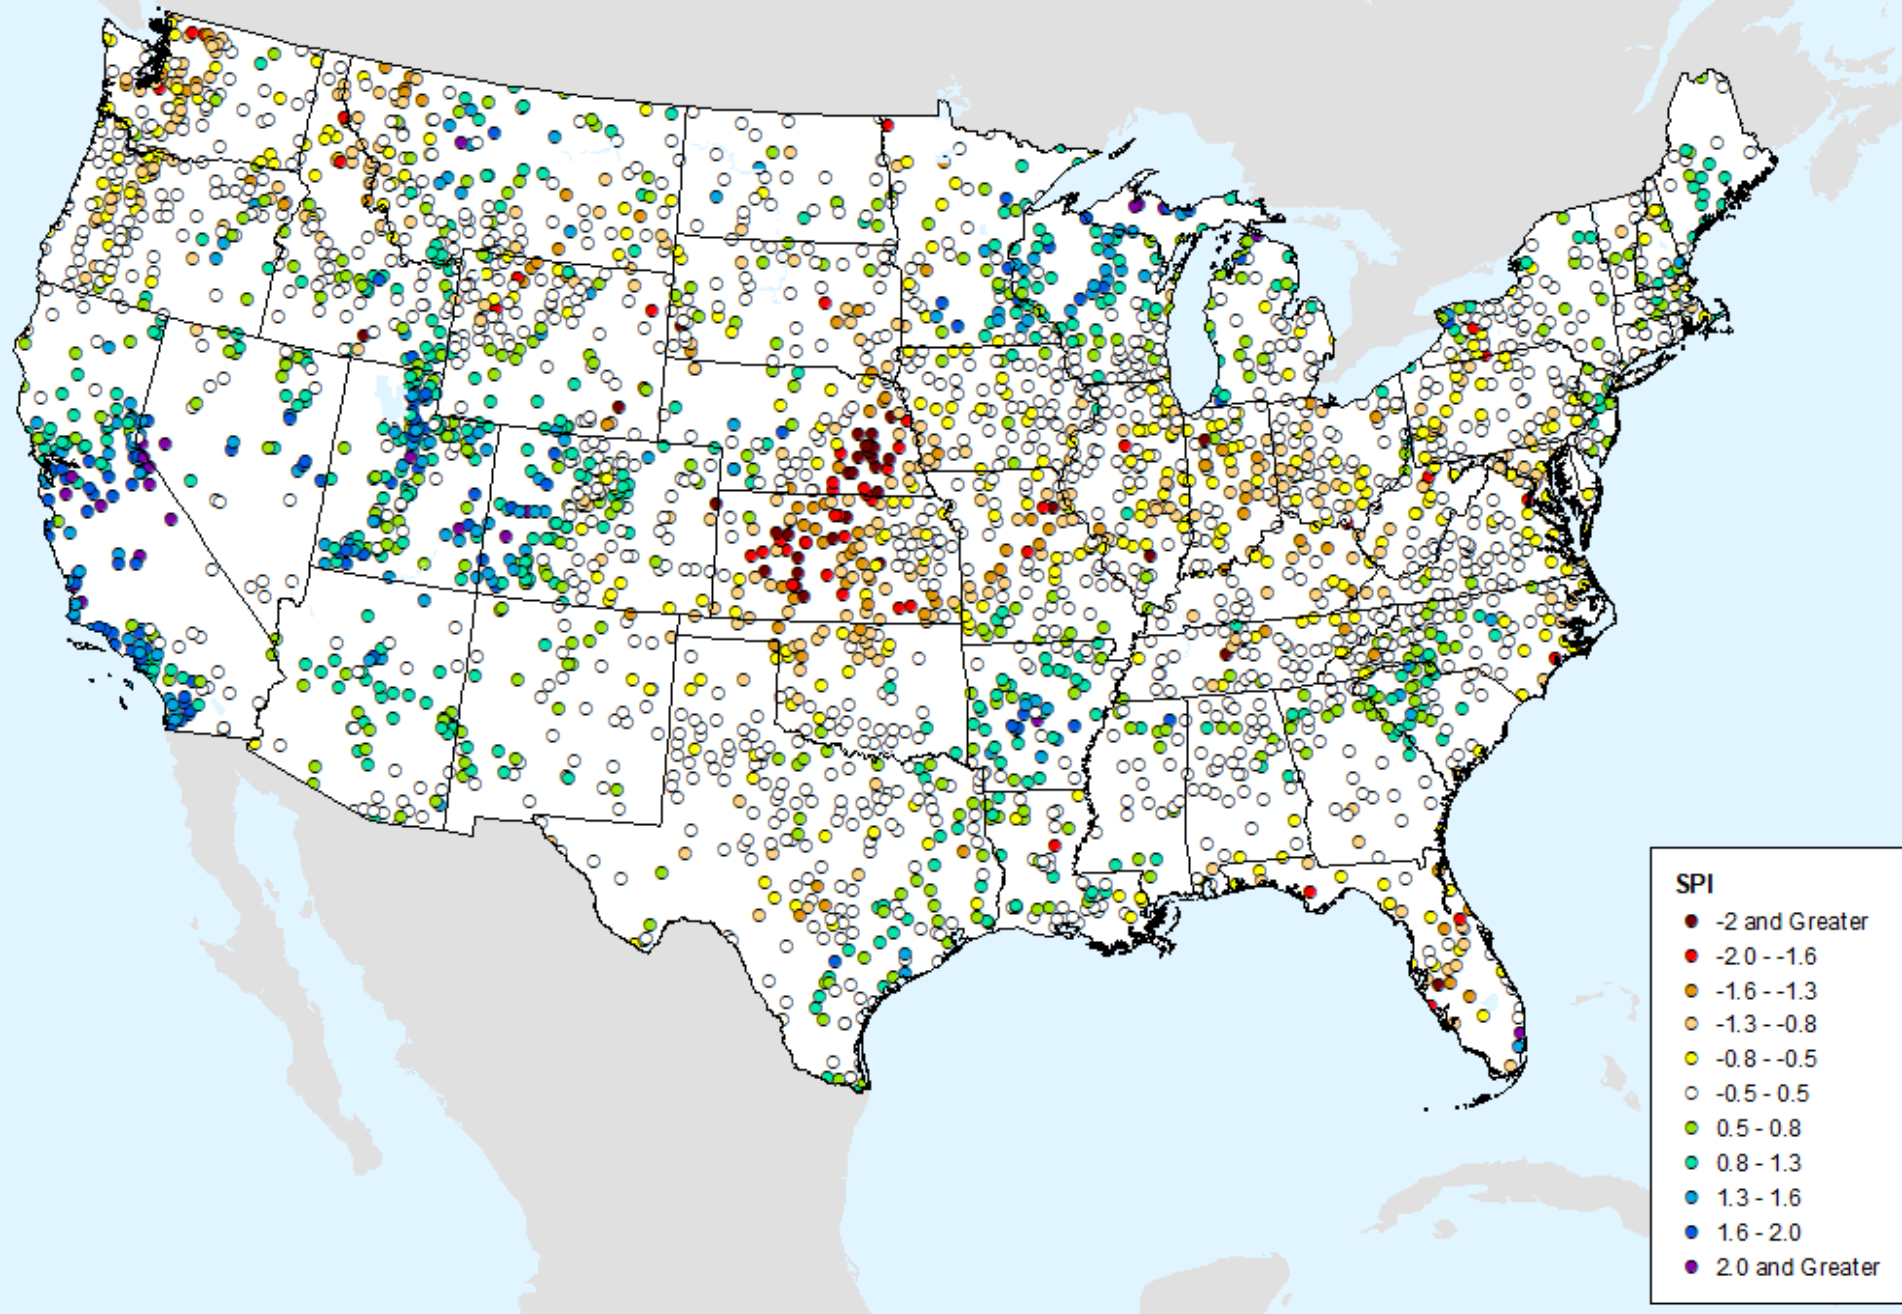 SPI
-2 and Greater
-2.0 - -1.6
-1.6 - -1.3
-1.3 - -0.8
-0.8 - -0.5
-0.5 - 0.5
0.5 - 0.8
0.8 - 1.3
1.3 - 1.6
1.6 - 2.0
2.0 and Greater